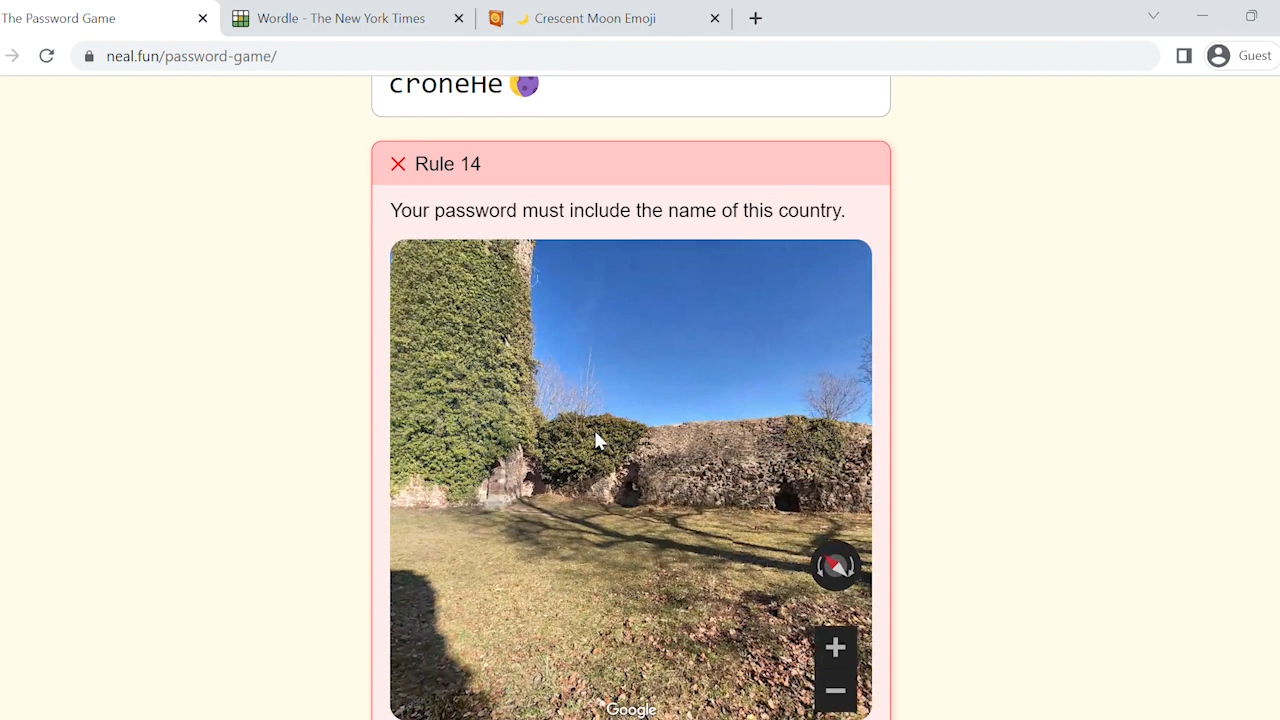 The Password Game
Wordle - The New York Times
🌙 Crescent Moon Emoji
neal.fun/password-game/
Guest
croneHe🌘
Rule 14
Your password must include the name of this country.
Google